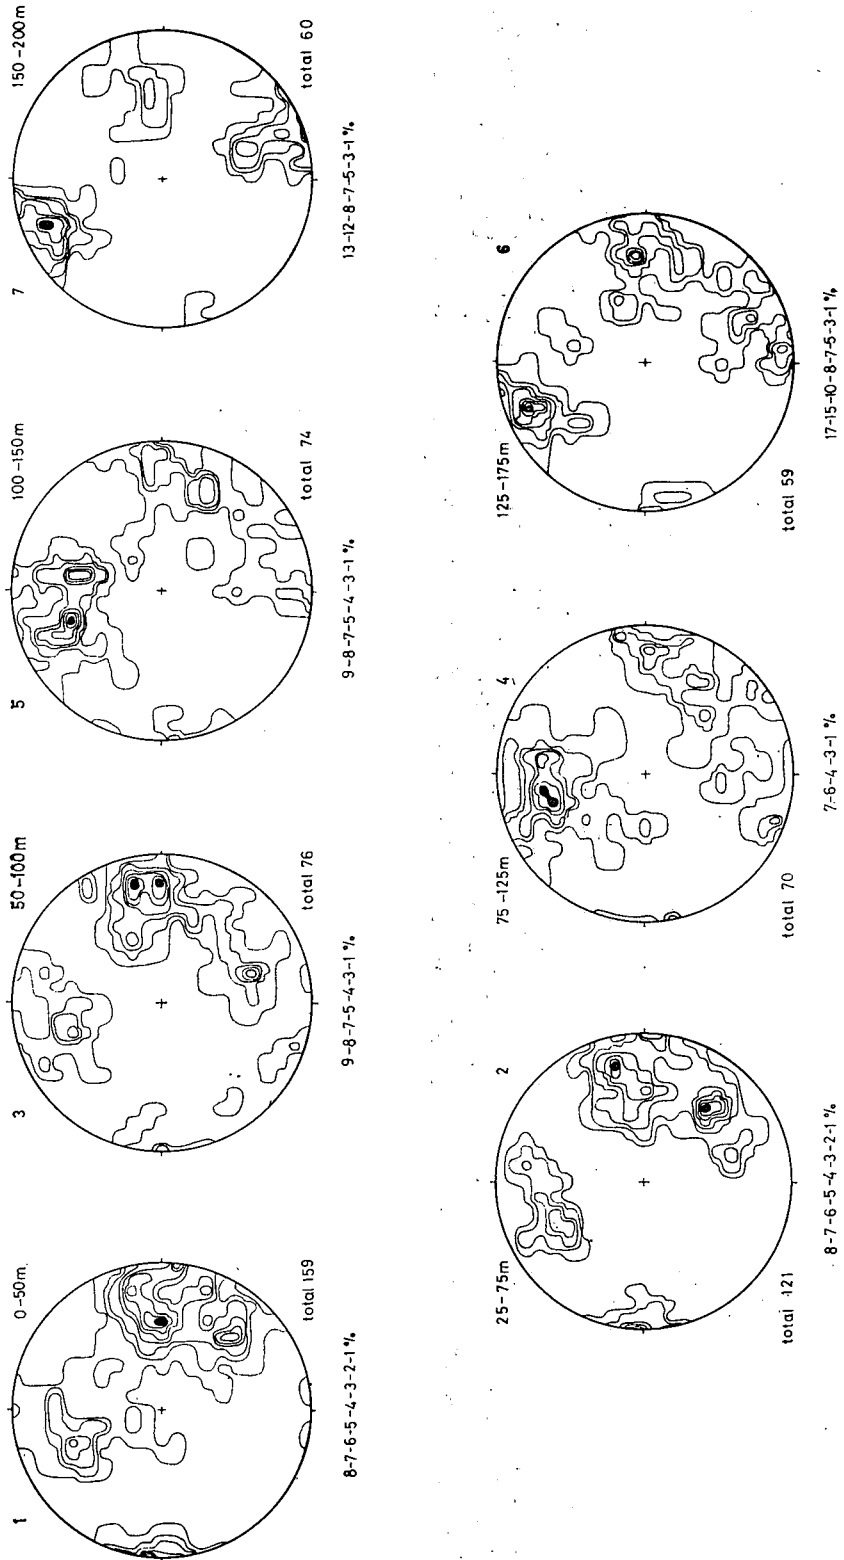 1
0-50m
total 159
8-7-6-5-4-3-2-1 %
3
50-100m
total 76
9-8-7-5-4-3-1 %
5
100-150m
total 74
9-8-7-5-4-3-1 %
7
150-200m
total 60
13-12-8-7-5-3-1 %
25-75m
2
total 121
8-7-6-5-4-3-2-1 %
75-125m
4
total 70
7-6-4-3-1 %
125-175m
6
total 59
17-15-10-8-7-5-3-1 %